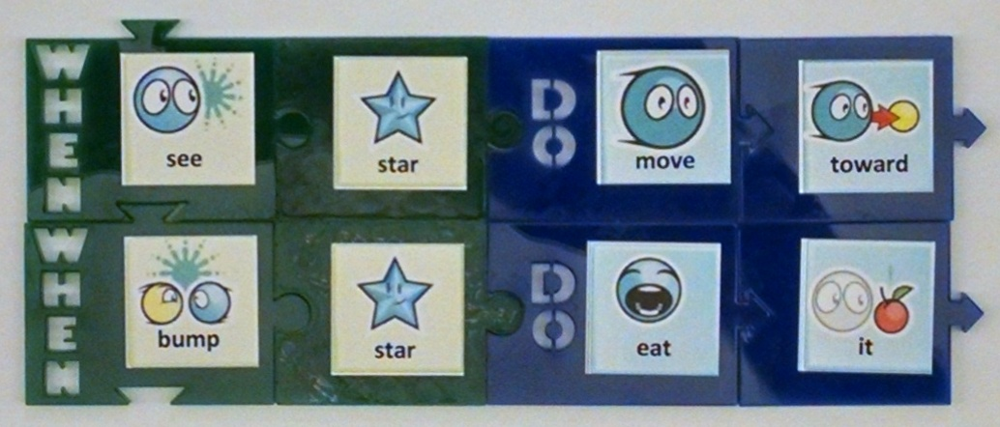 WHEN see star DO move toward
WHEN bump star DO eat it